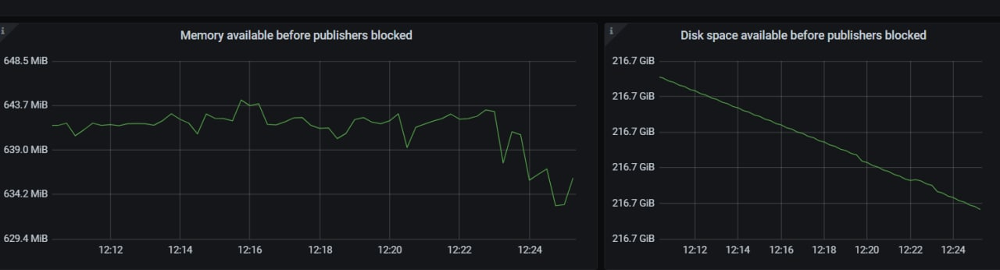 Memory available before publishers blocked
648.5 MiB
643.7 MiB
639.0 MiB
634.2 MiB
629.4 MiB
12:12 12:14 12:16 12:18 12:20 12:22 12:24
Disk space available before publishers blocked
216.7 GiB
216.7 GiB
216.7 GiB
216.7 GiB
216.7 GiB
216.7 GiB
12:12 12:14 12:16 12:18 12:20 12:22 12:24